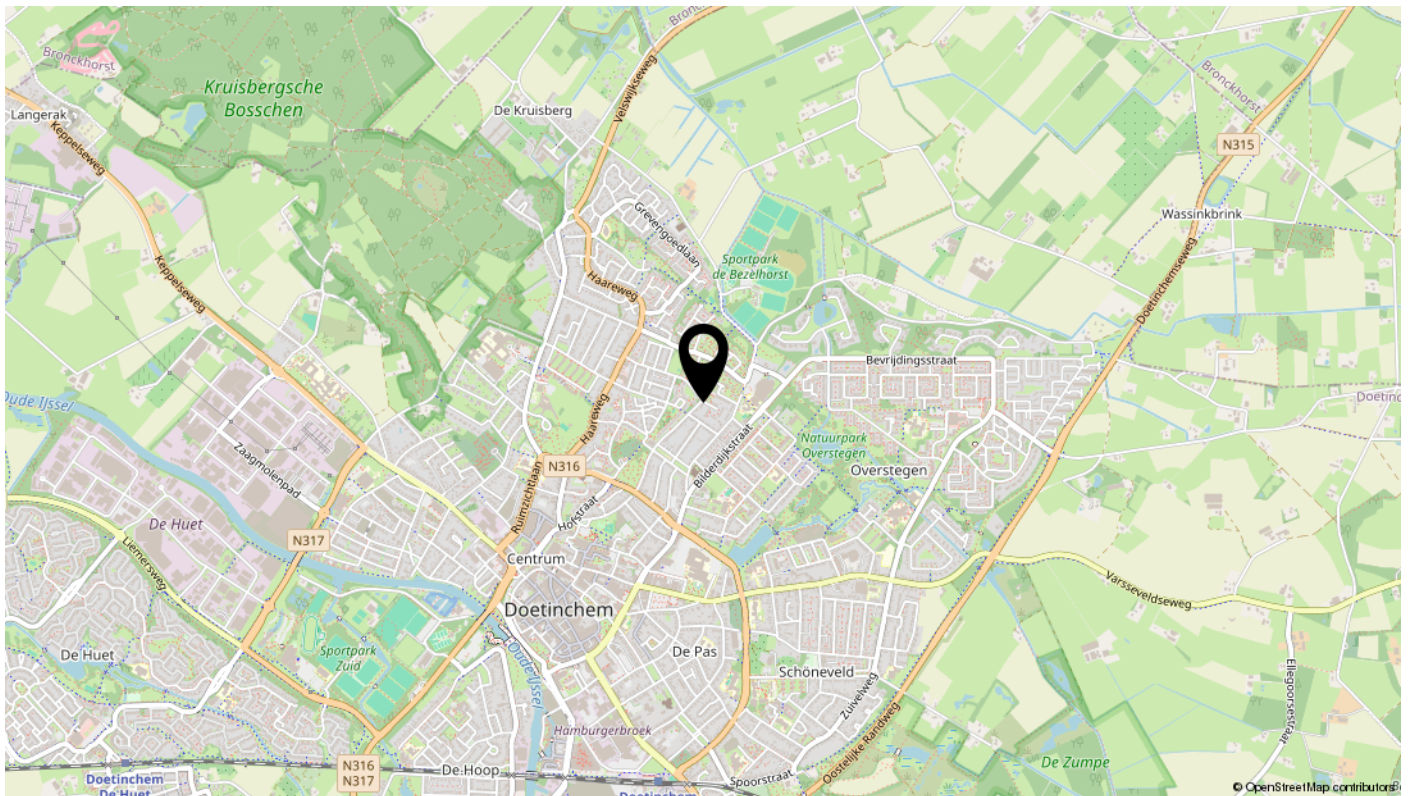 Bronckhorst
Kruisbergsche
Bosschen
Langerak
Keppelseweg
De Kruisberg
Velswijkseweg
Bronckhorst
N315
Wassinkbrink
Doetinchemseweg
Grevengoedlaan
Sportpark
de Bezelhorst
Keppelseweg
Haareweg
Bevrijdingsstraat
Oude IJssel
Haareweg
Zaagmolenpad
N316
Ruimzichtlaan
Hofstraat
Bilderdijkstraat
Natuurpark
Overstegen
Overstegen
De Huet
N317
Liemersweg
Centrum
Doetinchem
Varsseveldseweg
De Huet
Sportpark
Zuid
Oude IJssel
De Pas
Schöneveld
Zuivelweg
Ellegoorsestraat
Hamburgerbroek
Oostelijke Randweg
De Zumpe
N316
N317
De Hoop
Spoorstraat
Doetinchem
De Huet
Doetinchem
© OpenStreetMap contributors